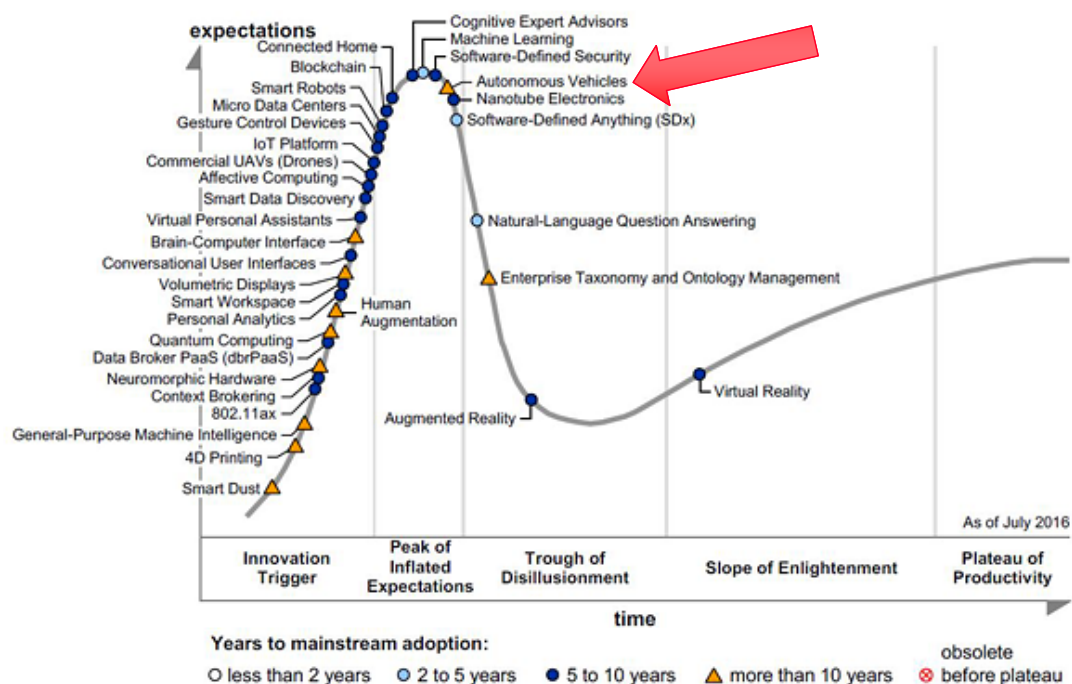 expectations
Cognitive Expert Advisors
Machine Learning
Software-Defined Security
Autonomous Vehicles
Nanotube Electronics
Software-Defined Anything (SDx)
Connected Home
Blockchain
Smart Robots
Micro Data Centers
Gesture Control Devices
IoT Platform
Commercial UAVs (Drones)
Affective Computing
Smart Data Discovery
Virtual Personal Assistants
Brain-Computer Interface
Conversational User Interfaces
Volumetric Displays
Smart Workspace
Personal Analytics
Quantum Computing
Data Broker PaaS (dbrPaaS)
Neuromorphic Hardware
Context Brokering
802.11ax
General-Purpose Machine Intelligence
4D Printing
Smart Dust
Human
Augmentation
Natural-Language Question Answering
Enterprise Taxonomy and Ontology Management
Augmented Reality
Virtual Reality
As of July 2016
Innovation
Trigger
Peak of
Inflated
Expectations
Trough of
Disillusionment
Slope of Enlightenment
Plateau of
Productivity
time
Years to mainstream adoption:
less than 2 years
2 to 5 years
5 to 10 years
more than 10 years
obsolete
before plateau